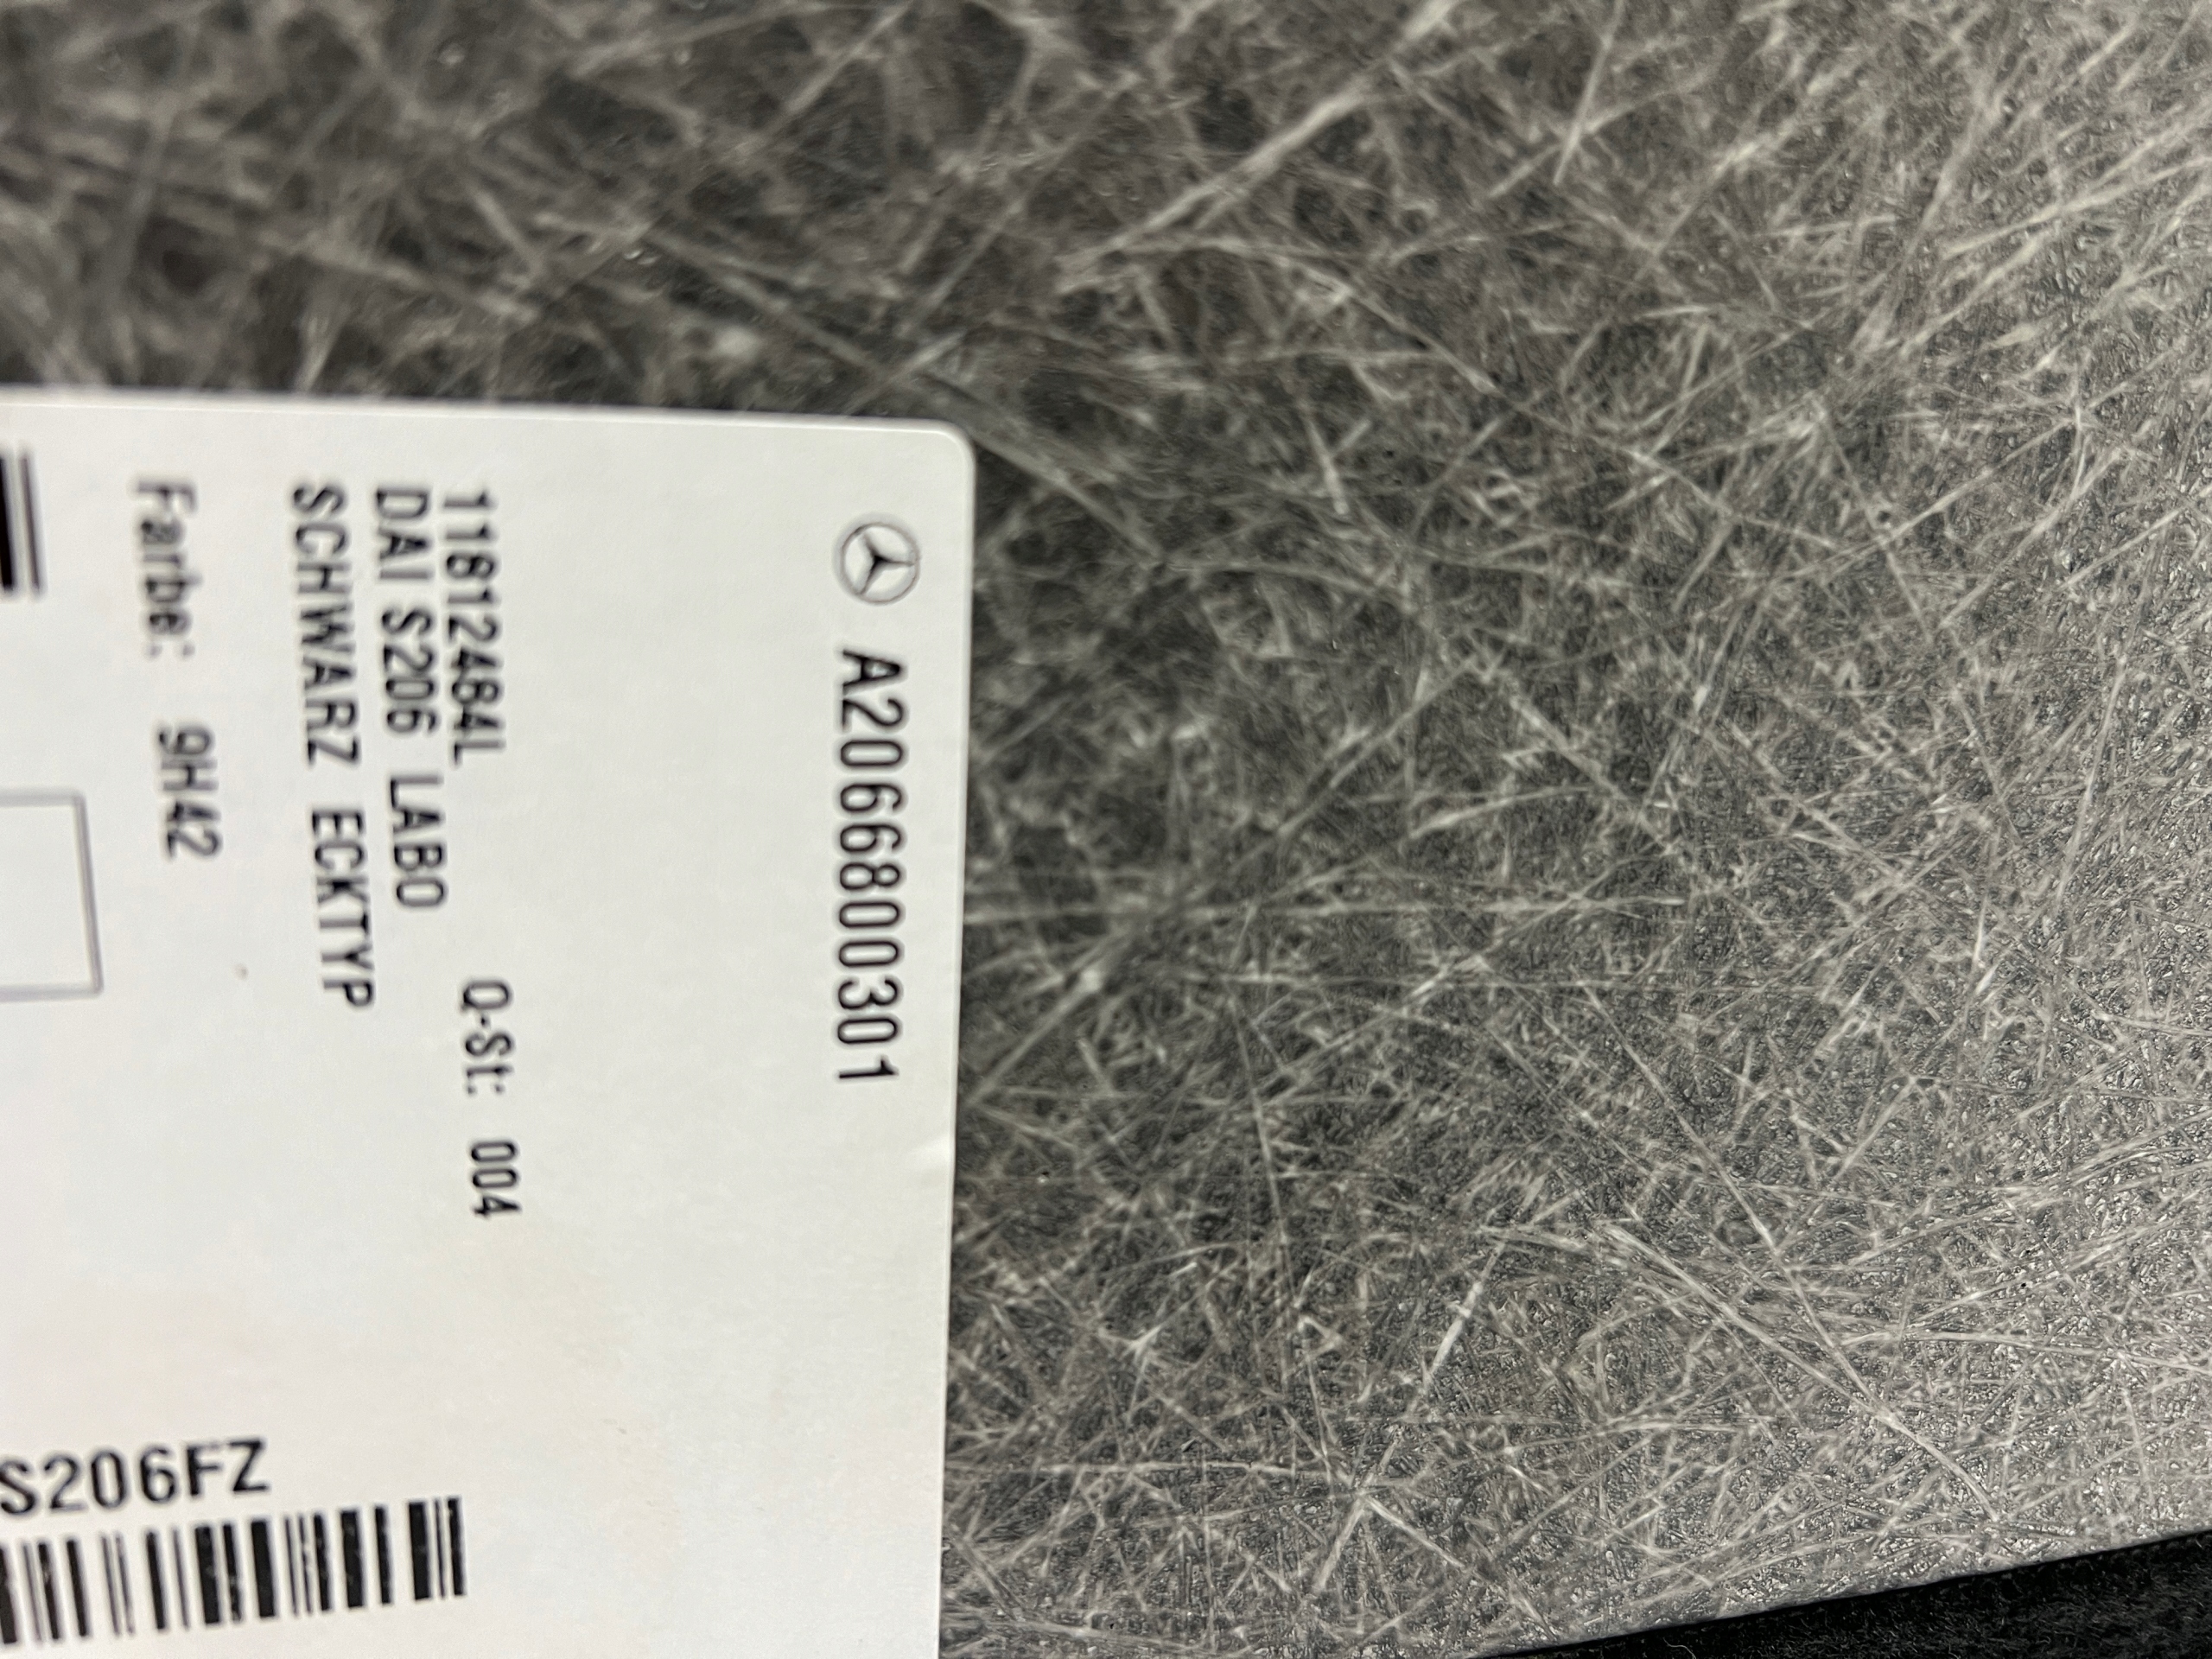 A2066800301
11812484L Q-St: 004
DAI S206 LABO
SCHWARZ ECKTYP
Farbe: 9H42
S206FZ